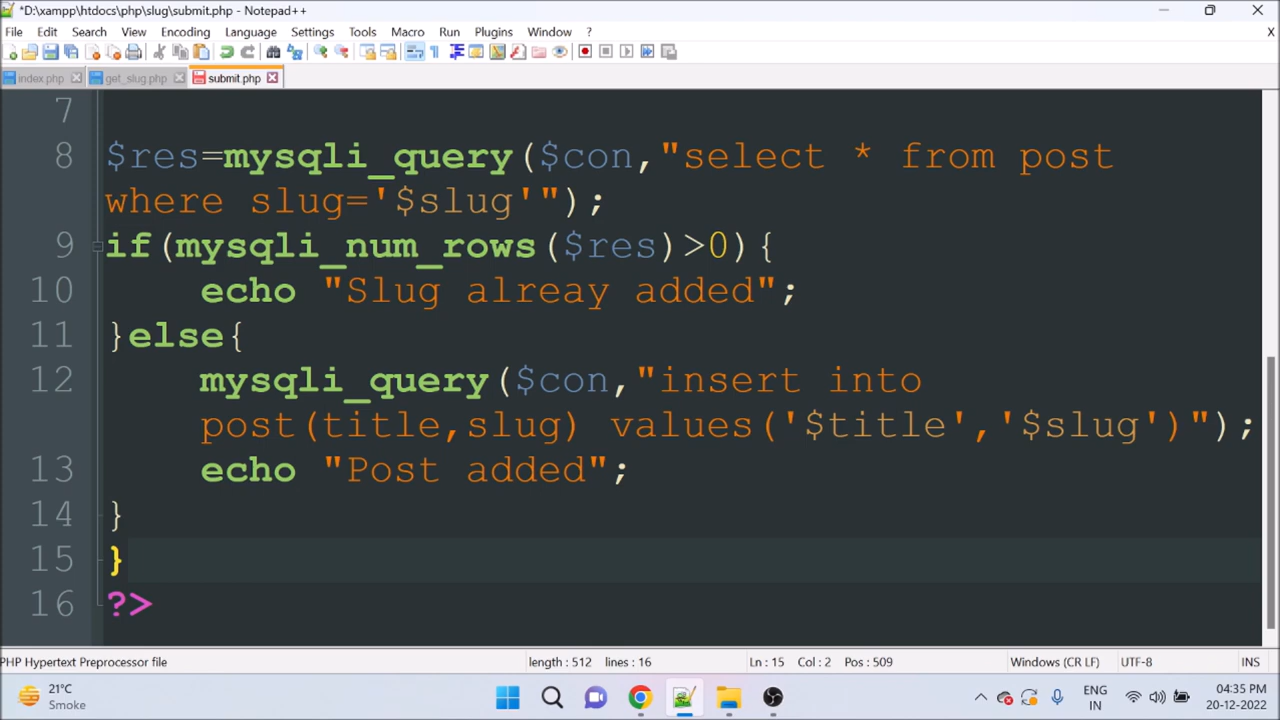 *D:\xampp\htdocs\php\slug\submit.php - Notepad++
File Edit Search View Encoding Language Settings Tools Macro Run Plugins Window ? X
index.php get_slug.php submit.php
7
8 $res=mysqli_query($con,"select * from post
where slug='$slug'");
9 if(mysqli_num_rows($res)>0){
10 echo "Slug alreay added";
11 }else{
12 mysqli_query($con,"insert into
post(title,slug) values('$title','$slug')");
13 echo "Post added";
14 }
15 }
16 ?>
PHP Hypertext Preprocessor file length : 512 lines : 16 Ln : 15 Col : 2 Pos : 509 Windows (CR LF) UTF-8 INS
21°C
Smoke
ENG
IN
04:35 PM
20-12-2022